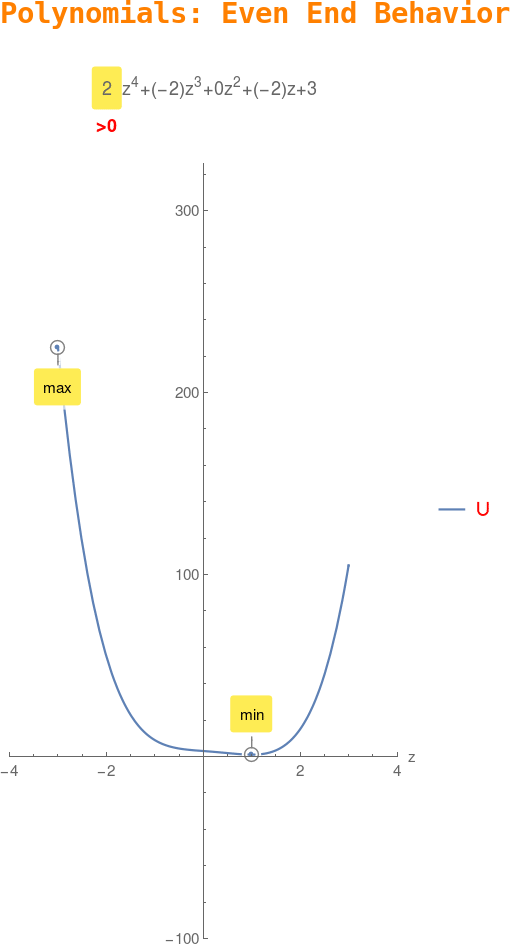 Polynomials: Even End Behavior
2 z⁴+(−2)z³+0z²+(−2)z+3
>0
300
max
200
U
100
min
−4 −2 2 4 z
−100